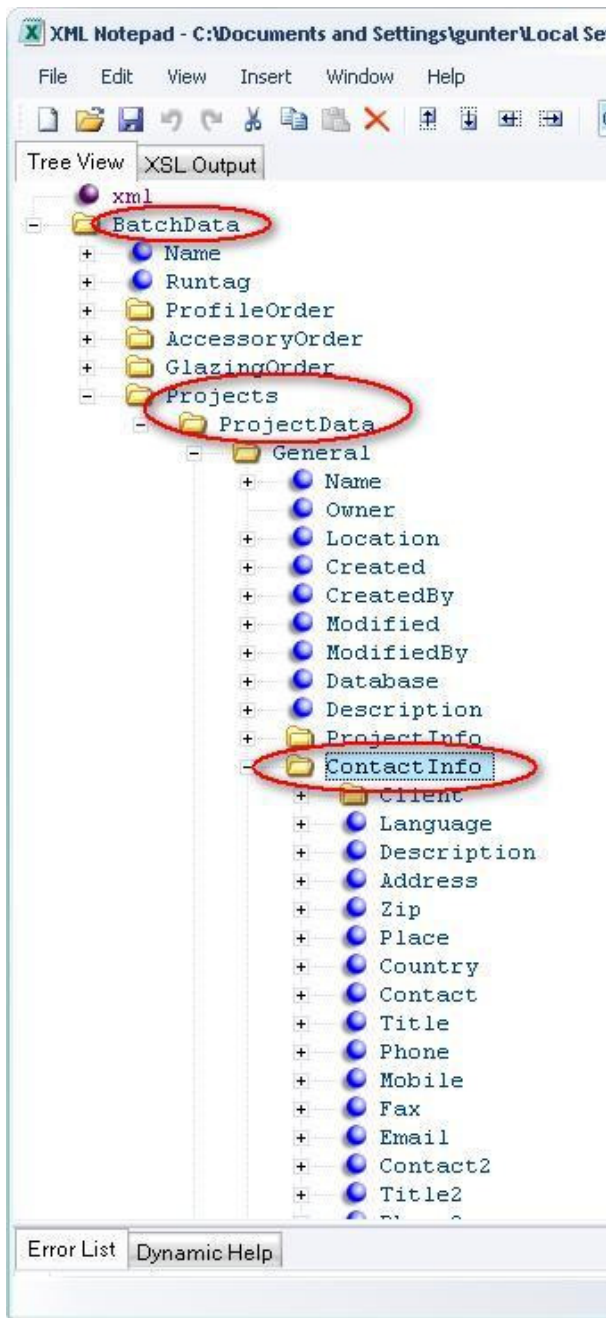 XML Notepad - C:\Documents and Settings\gunter\Local Se
File Edit View Insert Window Help
Tree View XSL Output
xml
BatchData
Name
Runtag
ProfileOrder
AccessoryOrder
GlazingOrder
Projects
ProjectData
General
Name
Owner
Location
Created
CreatedBy
Modified
ModifiedBy
Database
Description
ProjectInfo
ContactInfo
Client
Language
Description
Address
Zip
Place
Country
Contact
Title
Phone
Mobile
Fax
Email
Contact2
Title2
Error List Dynamic Help